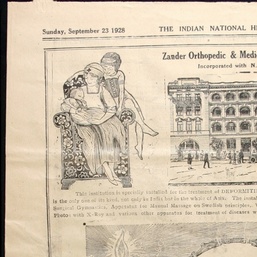 Sunday, September 23 1928
THE INDIAN NATIONAL HE
Zander Orthopedic & Medi
Incorporated with N.
This institution is specially installed for the treatment of DEFORMITI
is the only one of its kind, not only in India but in the whole of Asia. The instal
Surgical Gymnastics, Apparatus for Manual Massage on Swedish principles,
Photo with X-Ray and various other apparatus for treatment of diseases w